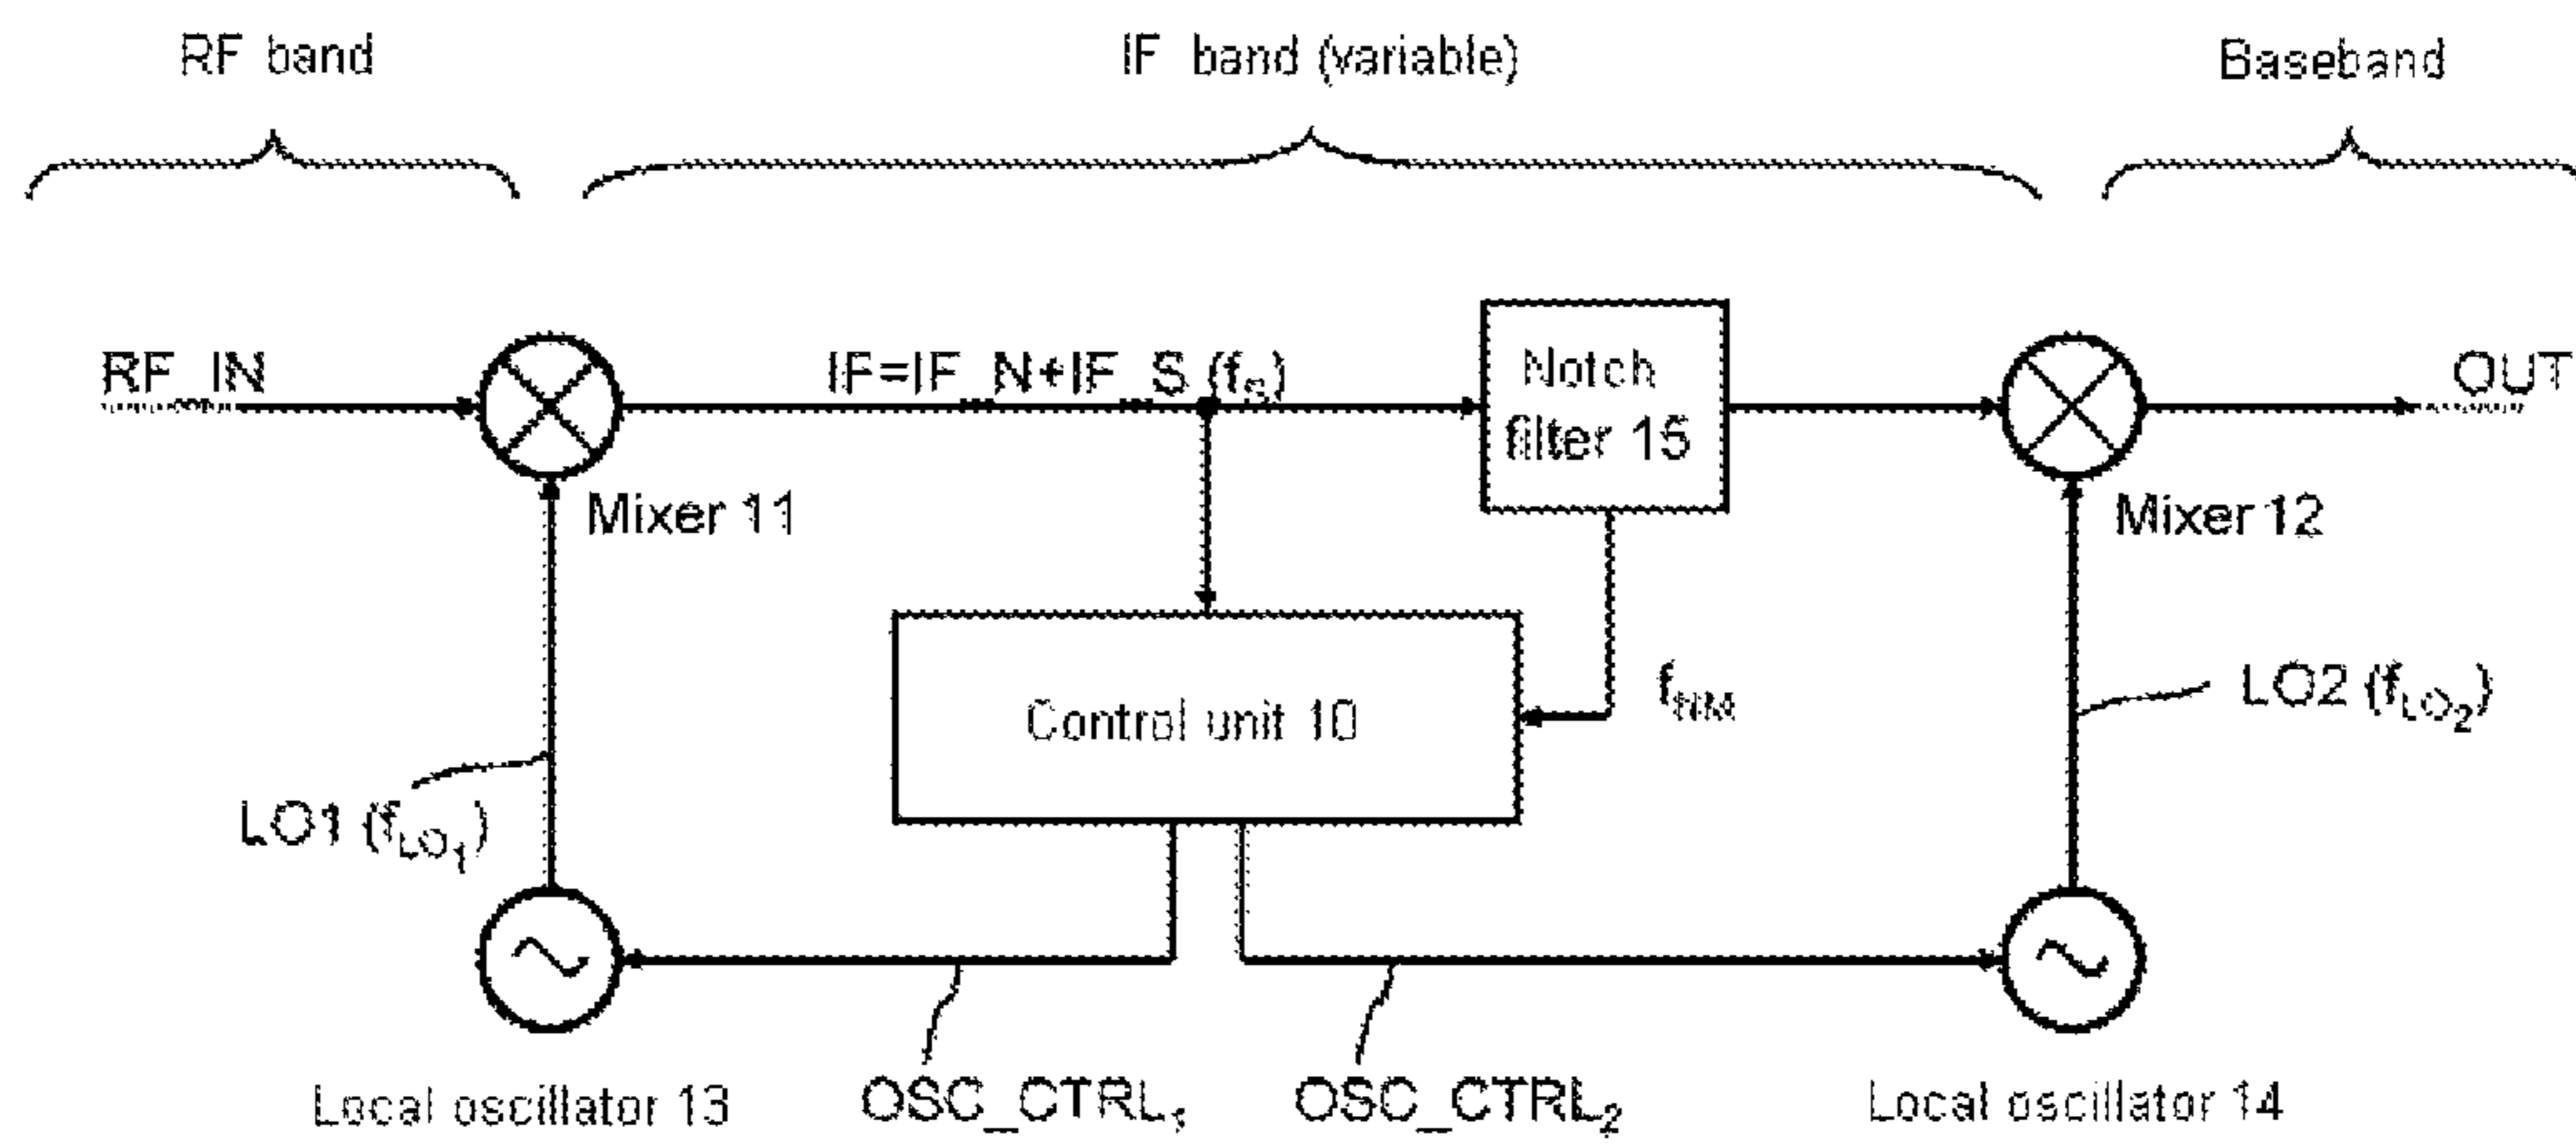 RF band
IF band (variable)
Baseband
RF_IN
IF=IF_N+IF_S (fS)
Notch
filter 15
OUT
Mixer 11
Mixer 12
Control unit 10
fNM
LO1 (fLO1)
LO2 (fLO2)
Local oscillator 13
OSC_CTRL1
OSC_CTRL2
Local oscillator 14